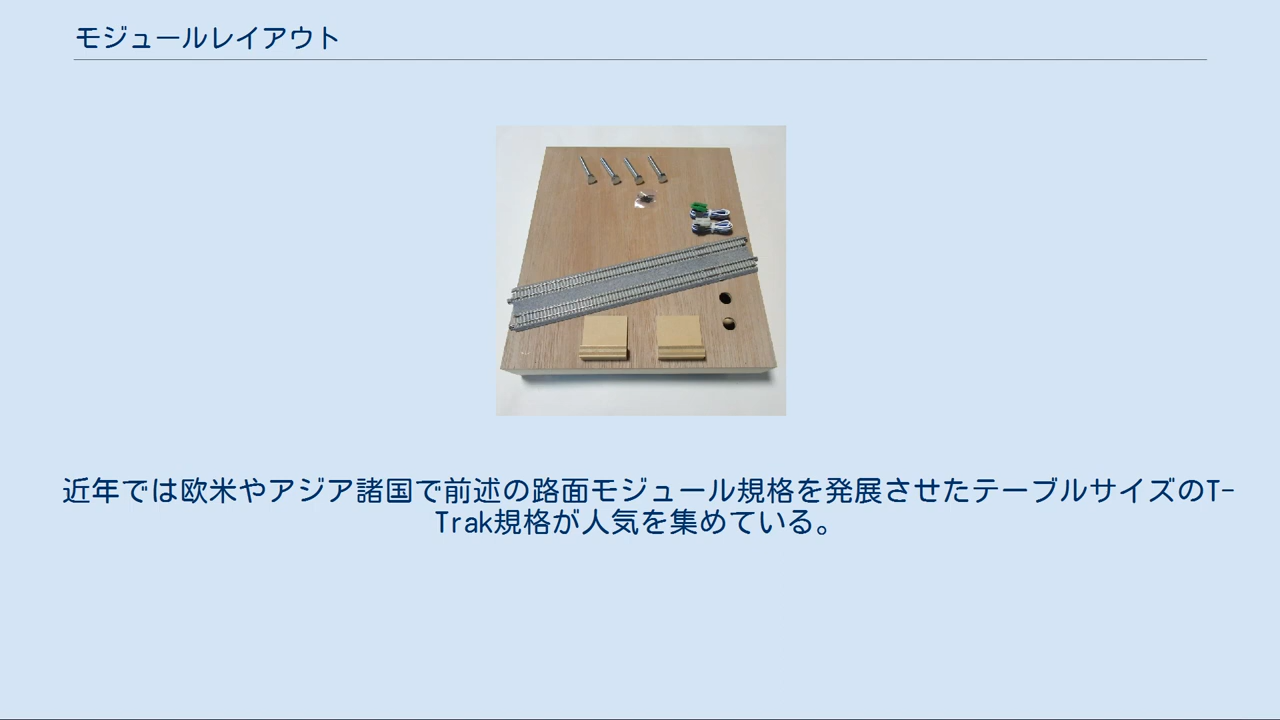 モジュールレイアウト
近年では欧米やアジア諸国で前述の路面モジュール規格を発展させたテーブルサイズのT-
Trak規格が人気を集めている。